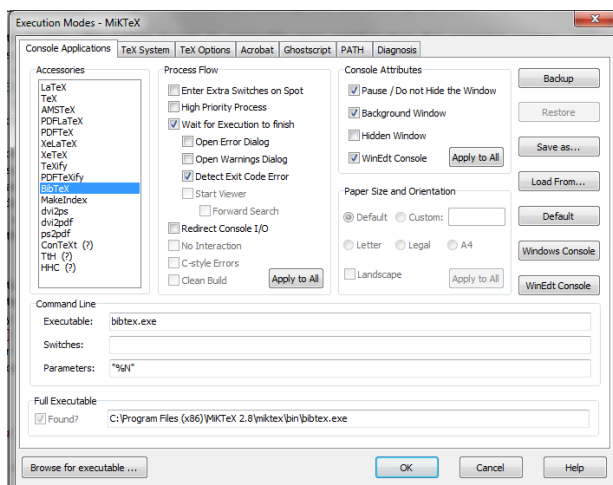 Execution Modes - MiKTeX
Console Applications TeX System TeX Options Acrobat Ghostscript PATH Diagnosis
Accessories
LaTeX
TeX
AMSTeX
PDFLaTeX
PDFTeX
XeLaTeX
XeTeX
TeXify
PDFTeXify
BibTeX
MakeIndex
dvi2ps
dvi2pdf
ps2pdf
ConTeXt (?)
TtH (?)
HHC (?)
Process Flow
Enter Extra Switches on Spot
High Priority Process
Wait for Execution to finish
Open Error Dialog
Open Warnings Dialog
Detect Exit Code Error
Start Viewer
Forward Search
Redirect Console I/O
No Interaction
C-style Errors
Clean Build Apply to All
Console Attributes
Pause / Do not Hide the Window
Background Window
Hidden Window
WinEdt Console Apply to All
Paper Size and Orientation
Default Custom:
Letter Legal A4
Landscape Apply to All
Backup
Restore
Save as...
Load From...
Default
Windows Console
WinEdt Console
Command Line
Executable: bibtex.exe
Switches:
Parameters: "%N"
Full Executable
Found? C:\Program Files (x86)\MiKTeX 2.8\miktex\bin\bibtex.exe
Browse for executable ... OK Cancel Help